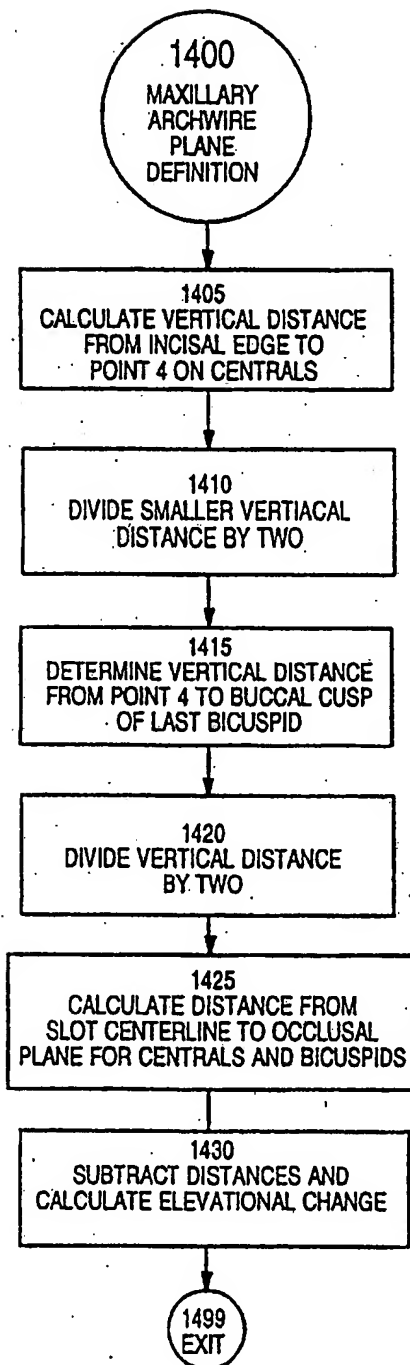 1400
MAXILLARY
ARCHWIRE
PLANE
DEFINITION
1405
CALCULATE VERTICAL DISTANCE
FROM INCISAL EDGE TO
POINT 4 ON CENTRALS
1410
DIVIDE SMALLER VERTIACAL
DISTANCE BY TWO
1415
DETERMINE VERTICAL DISTANCE
FROM POINT 4 TO BUCCAL CUSP
OF LAST BICUSPID
1420
DIVIDE VERTICAL DISTANCE
BY TWO
1425
CALCULATE DISTANCE FROM
SLOT CENTERLINE TO OCCLUSAL
PLANE FOR CENTRALS AND BICUSPIDS
1430
SUBTRACT DISTANCES AND
CALCULATE ELEVATIONAL CHANGE
1499
EXIT